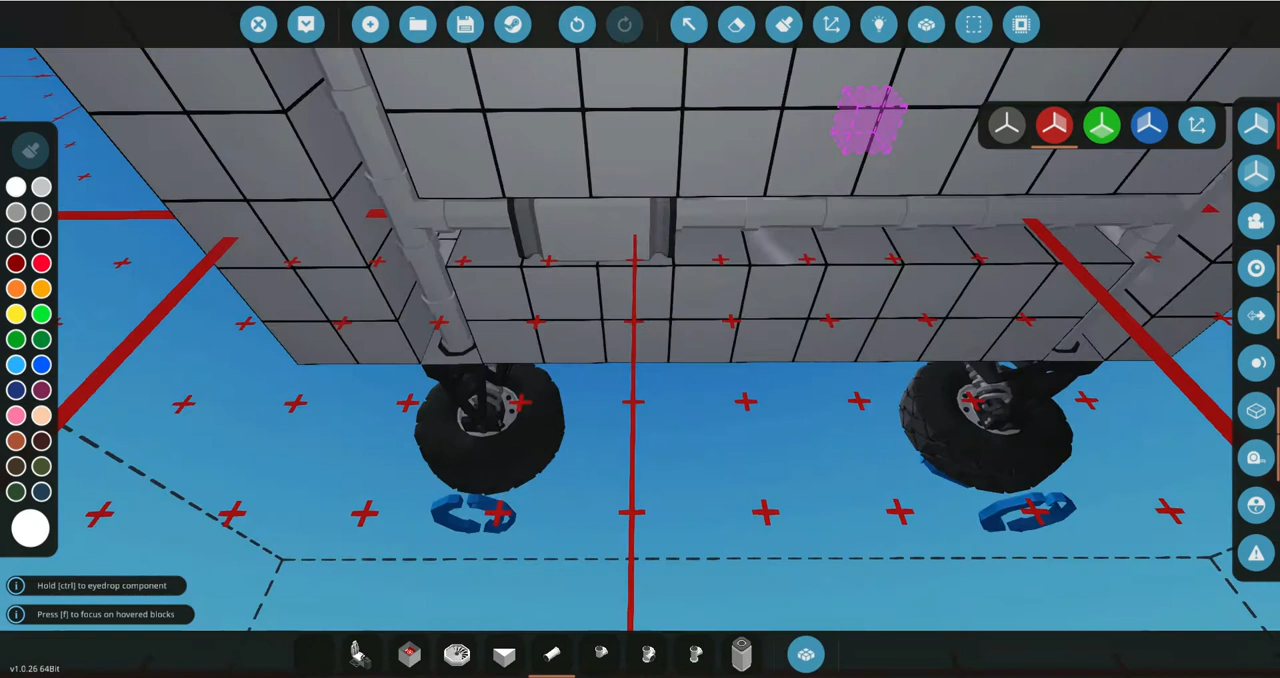 Hold [ctrl] to eyedrop component
Press [f] to focus on hovered blocks
v1.0.26 64Bit